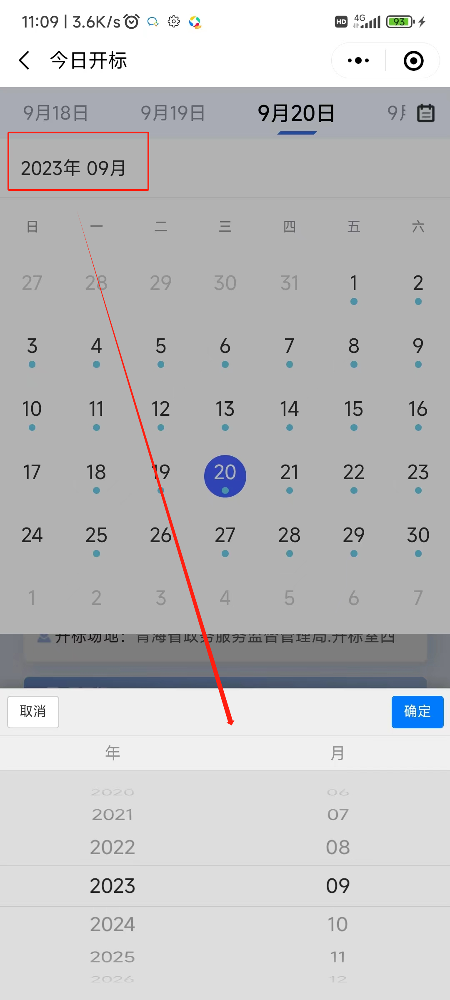 11:09 | 3.6K/s HD 4G 93
今日开标
9月18日 9月19日 9月20日 9月
2023年 09月
日 一 二 三 四 五 六
27 28 29 30 31 1 2
3 4 5 6 7 8 9
10 11 12 13 14 15 16
17 18 19 20 21 22 23
24 25 26 27 28 29 30
1 2 3 4 5 6 7
开标场地：青海省政务服务监督管理局.开标室四
取消 确定
年 月
2020 06
2021 07
2022 08
2023 09
2024 10
2025 11
2026 12